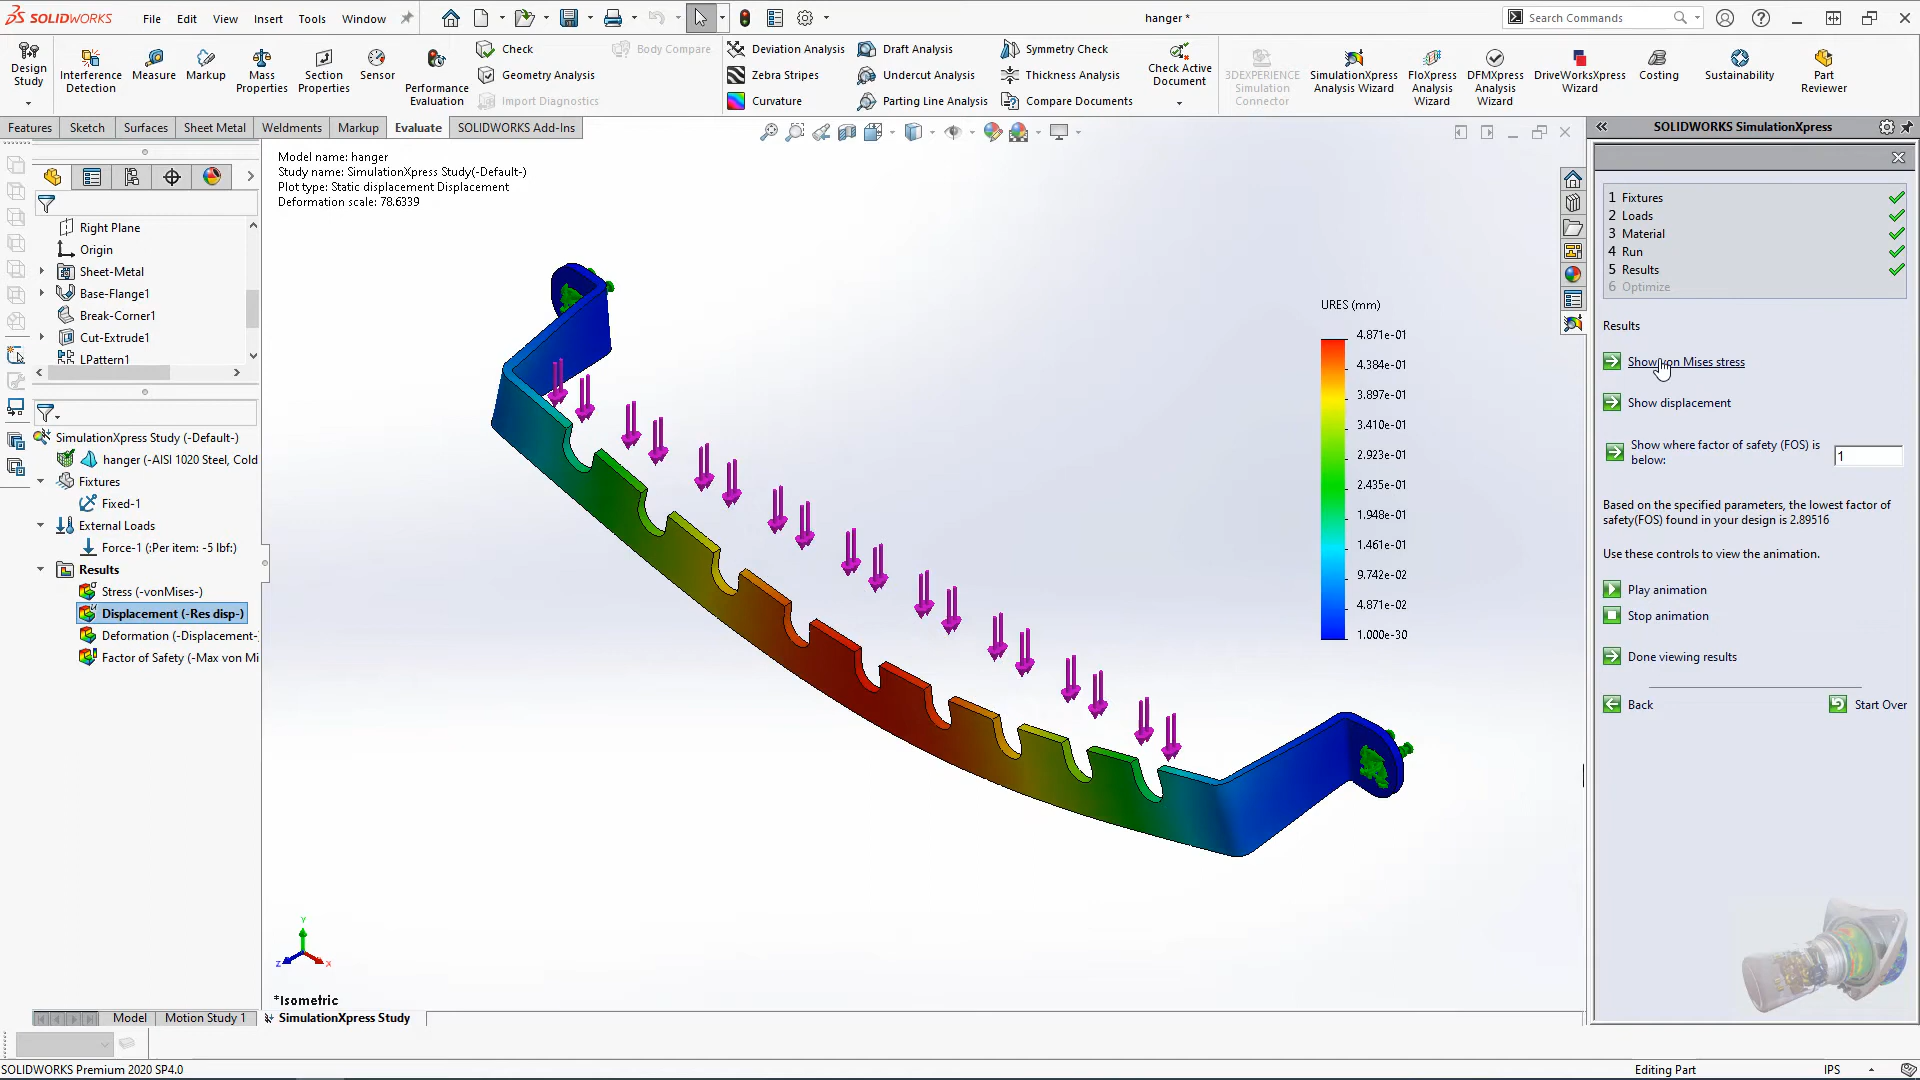 SOLIDWORKS
File Edit View Insert Tools Window
hanger *
Search Commands
Design Study
Interference Detection
Measure
Markup
Mass Properties
Section Properties
Sensor
Performance Evaluation
Check
Geometry Analysis
Import Diagnostics
Body Compare
Deviation Analysis
Zebra Stripes
Curvature
Draft Analysis
Undercut Analysis
Parting Line Analysis
Symmetry Check
Thickness Analysis
Compare Documents
Check Active Document
3DEXPERIENCE Simulation Connector
SimulationXpress Analysis Wizard
FloXpress Analysis Wizard
DFMXpress Analysis Wizard
DriveWorksXpress Wizard
Costing
Sustainability
Part Reviewer
Features Sketch Surfaces Sheet Metal Weldments Markup Evaluate SOLIDWORKS Add-Ins
Right Plane
Origin
Sheet-Metal
Base-Flange1
Break-Corner1
Cut-Extrude1
LPattern1
SimulationXpress Study (-Default-)
hanger (-AISI 1020 Steel, Cold
Fixtures
Fixed-1
External Loads
Force-1 (:Per item: -5 lbf:)
Results
Stress (-vonMises-)
Displacement (-Res disp-)
Deformation (-Displacement-
Factor of Safety (-Max von Mi
Model name: hanger
Study name: SimulationXpress Study(-Default-)
Plot type: Static displacement Displacement
Deformation scale: 78.6339
URES (mm)
4.871e-01
4.384e-01
3.897e-01
3.410e-01
2.923e-01
2.435e-01
1.948e-01
1.461e-01
9.742e-02
4.871e-02
1.000e-30
Y
Z
X
*Isometric
SOLIDWORKS SimulationXpress
1 Fixtures
2 Loads
3 Material
4 Run
5 Results
6 Optimize
Results
Show von Mises stress
Show displacement
Show where factor of safety (FOS) is
below: 1
Based on the specified parameters, the lowest factor of
safety(FOS) found in your design is 2.89516
Use these controls to view the animation.
Play animation
Stop animation
Done viewing results
Back Start Over
Model Motion Study 1 SimulationXpress Study
SOLIDWORKS Premium 2020 SP4.0
Editing Part IPS